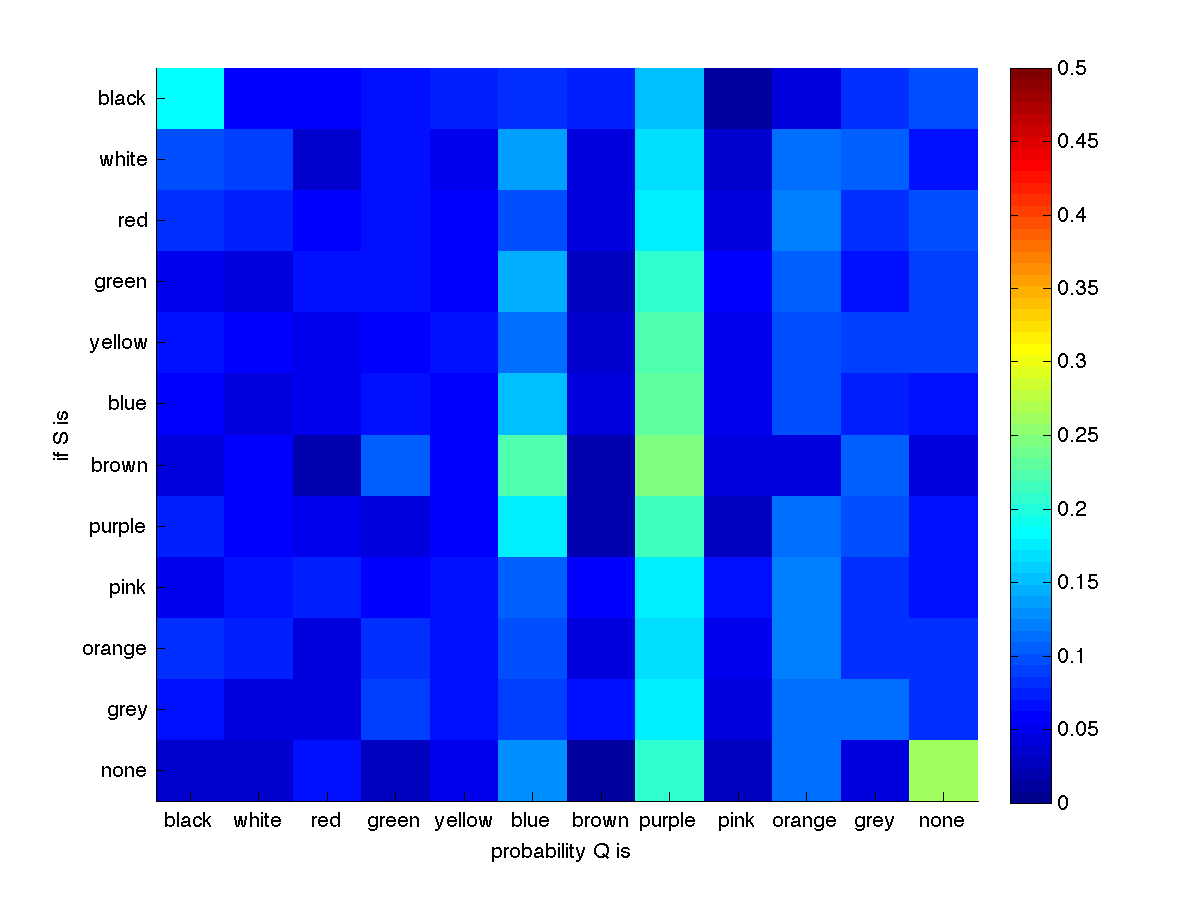 black
white
red
green
yellow
blue
brown
purple
pink
orange
grey
none
if S is
black white red green yellow blue brown purple pink orange grey none
probability Q is
0.5
0.45
0.4
0.35
0.3
0.25
0.2
0.15
0.1
0.05
0